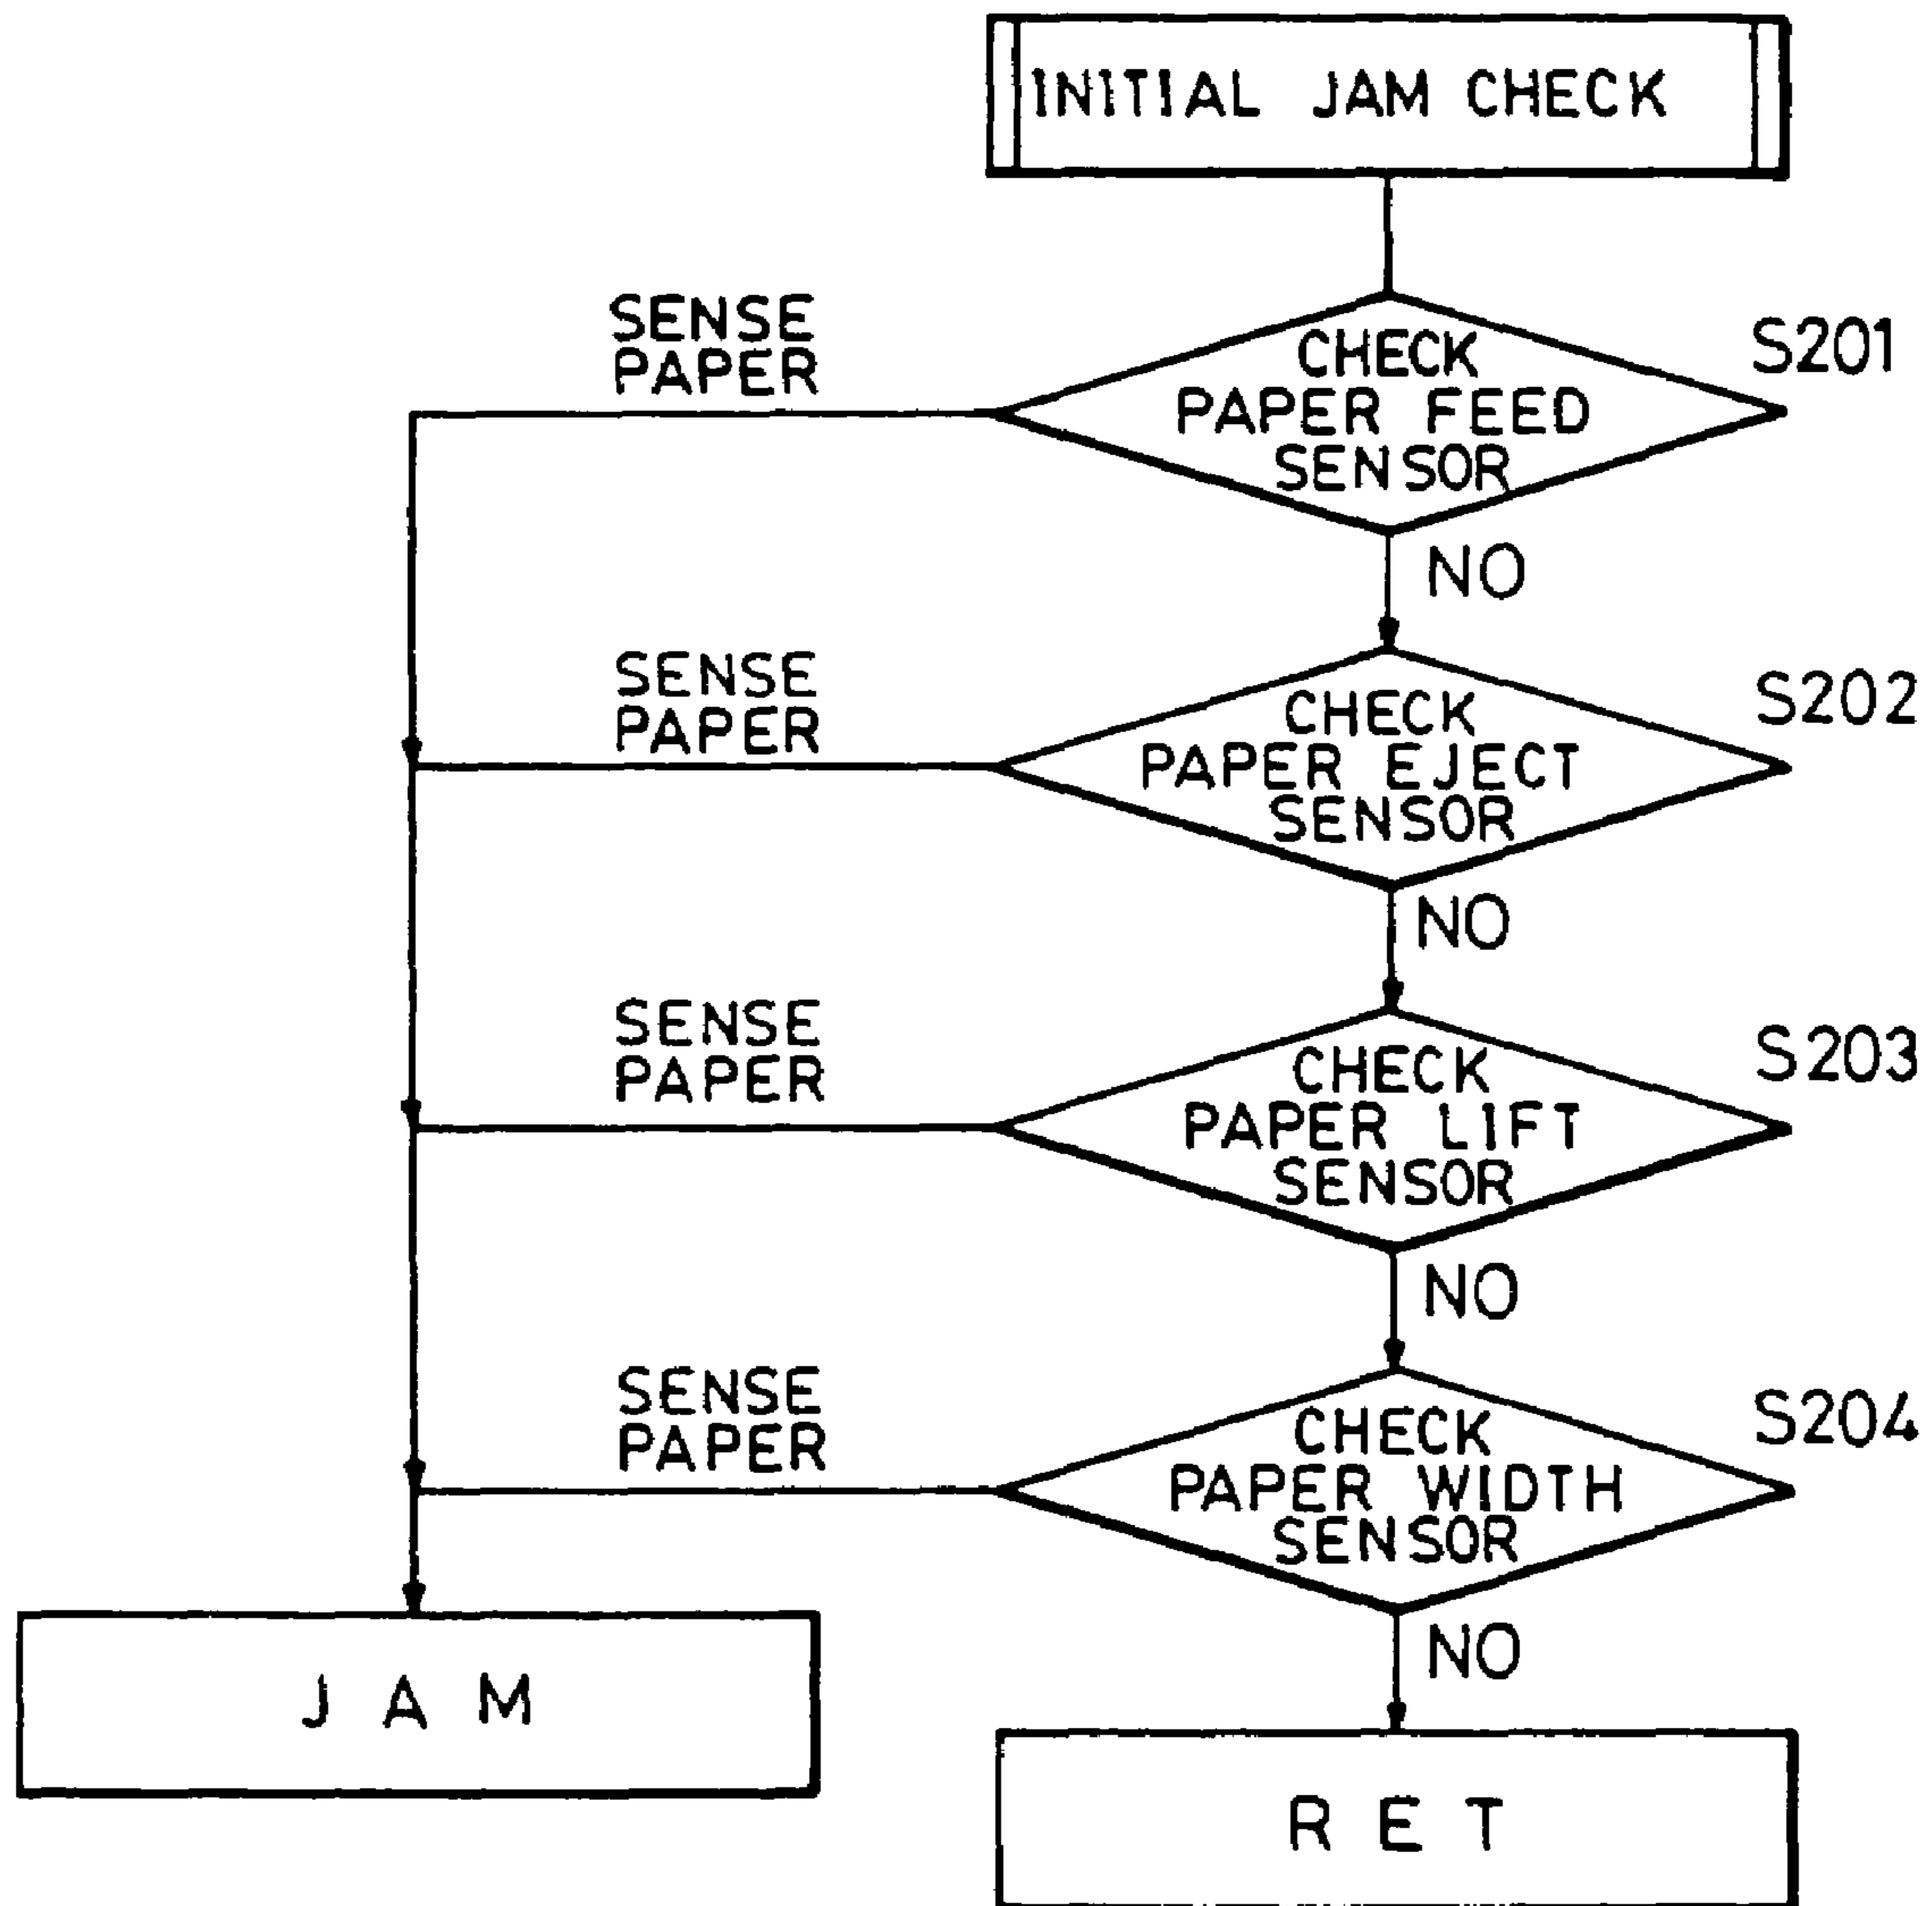 INITIAL JAM CHECK
SENSE
PAPER
CHECK
PAPER FEED
SENSOR
S201
NO
SENSE
PAPER
CHECK
PAPER EJECT
SENSOR
S202
NO
SENSE
PAPER
CHECK
PAPER LIFT
SENSOR
S203
NO
SENSE
PAPER
CHECK
PAPER WIDTH
SENSOR
S204
NO
JAM
RET